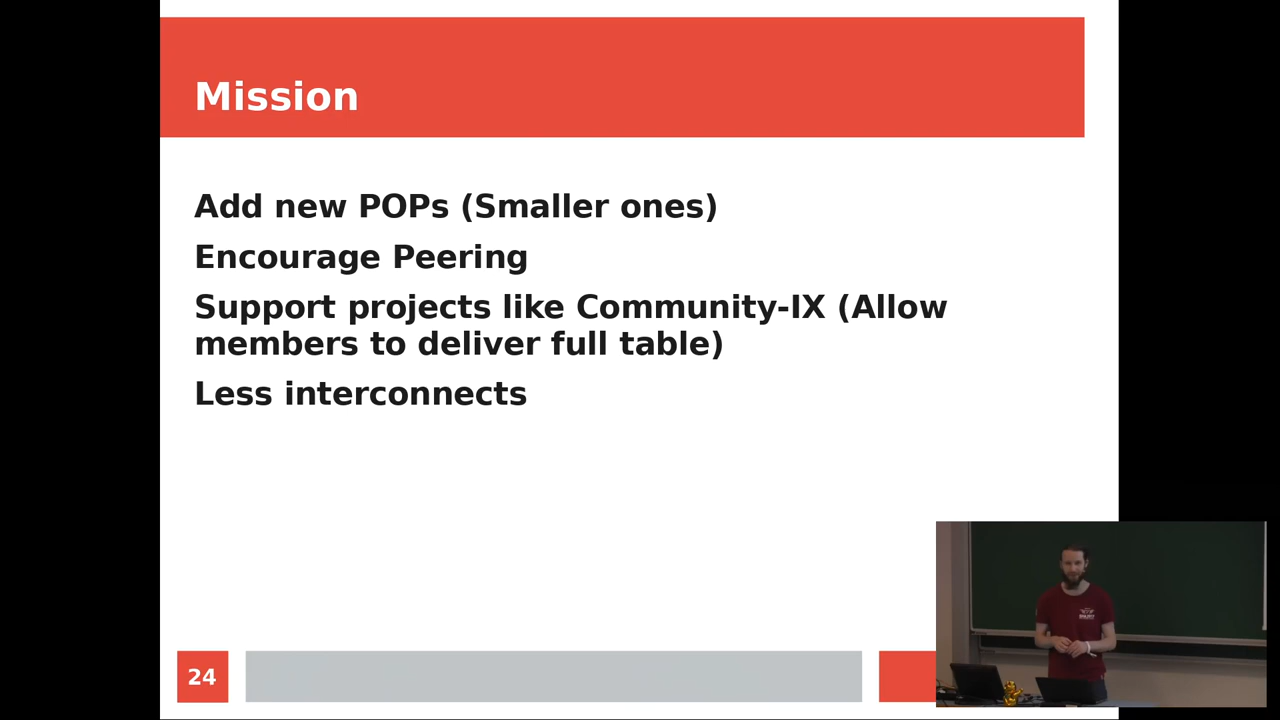 Mission
Add new POPs (Smaller ones)
Encourage Peering
Support projects like Community-IX (Allow
members to deliver full table)
Less interconnects
24